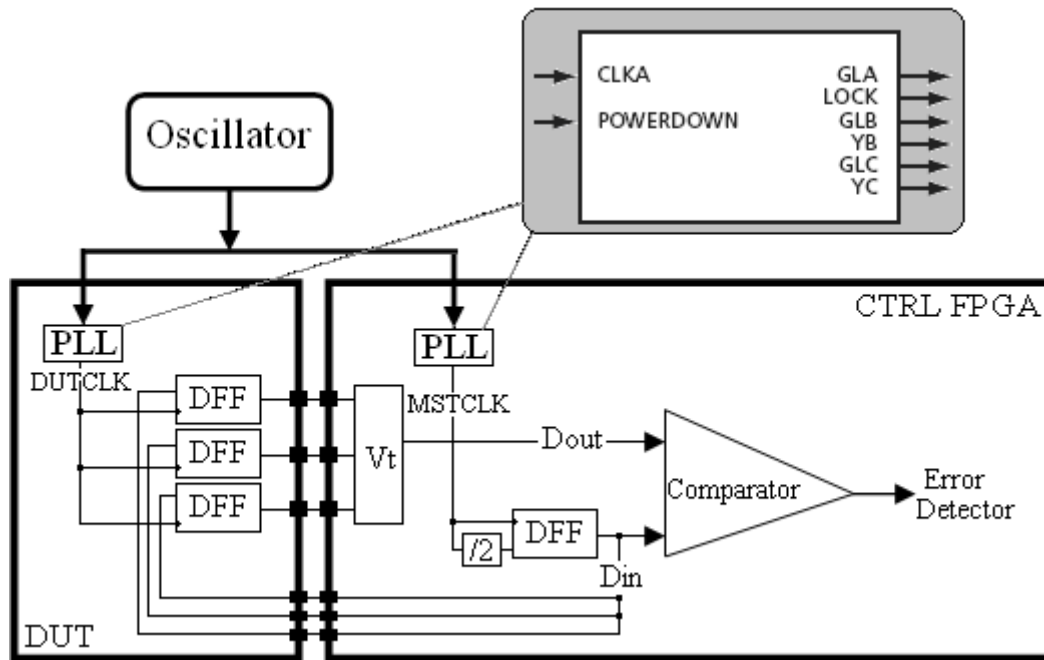 CLKA
GLA
LOCK
POWERDOWN
GLB
YB
GLC
YC
Oscillator
CTRL FPGA
PLL
PLL
DUTCLK
MSTCLK
DFF
DFF
DFF
Vt
Dout
Comparator
Error
Detector
/2
DFF
Din
DUT